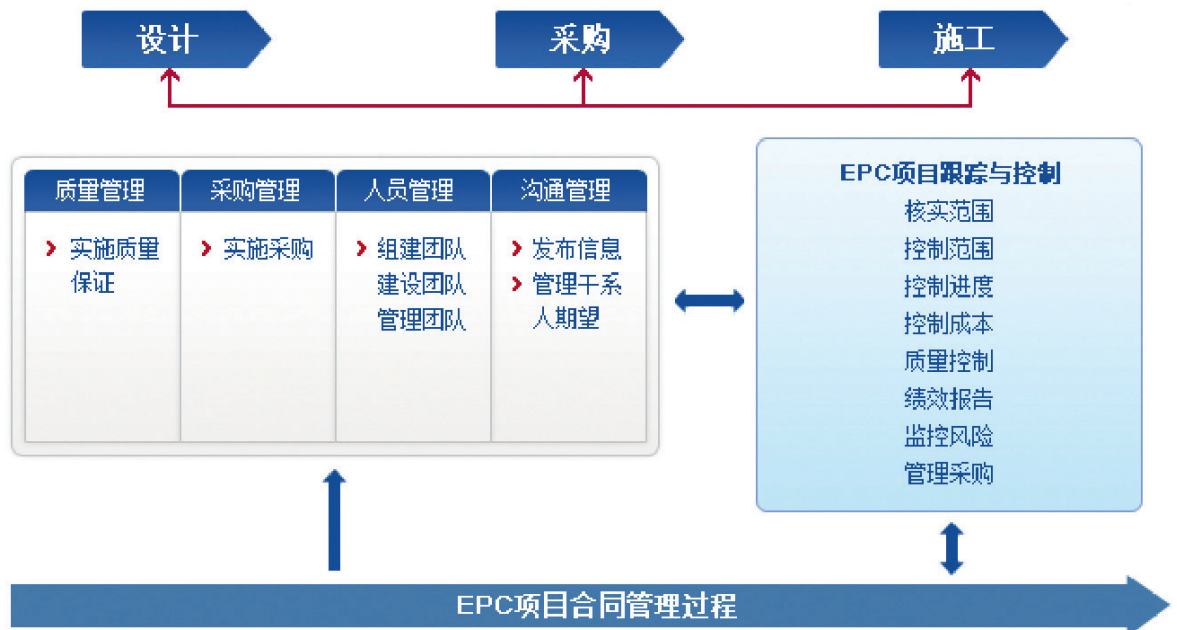 设计
采购
施工
质量管理
实施质量
保证
采购管理
实施采购
人员管理
组建团队
建设团队
管理团队
沟通管理
发布信息
管理干系
人期望
EPC项目跟踪与控制
核实范围
控制范围
控制进度
控制成本
质量控制
绩效报告
监控风险
管理采购
EPC项目合同管理过程